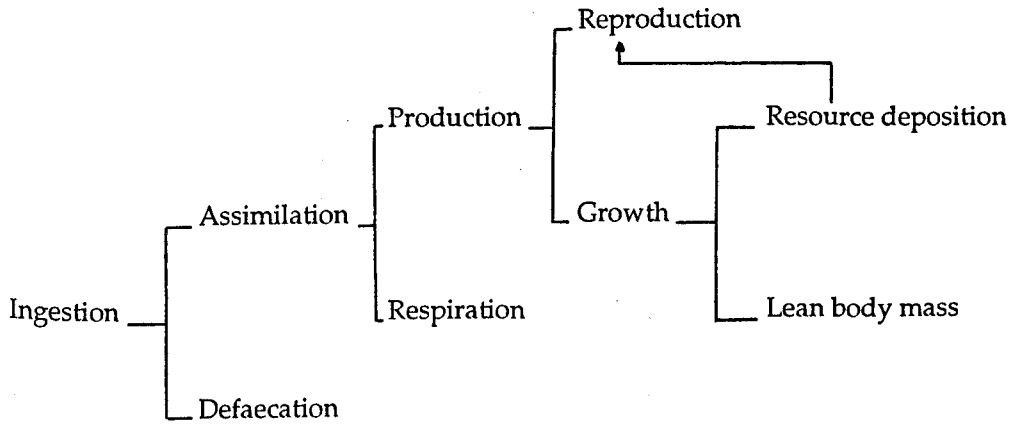 Reproduction
Production
Resource deposition
Assimilation
Growth
Ingestion
Respiration
Lean body mass
Defaecation